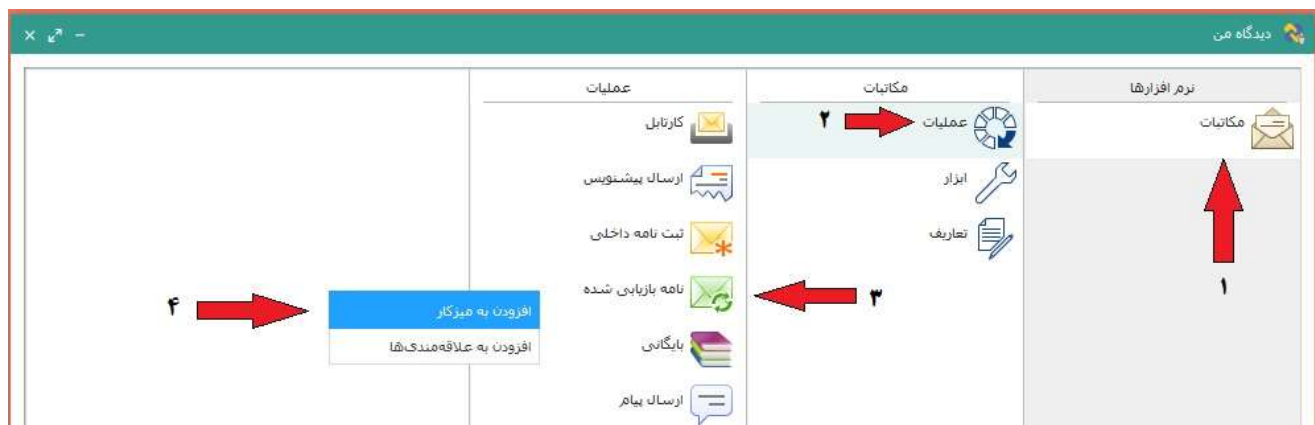 دیدگاه من
نرم افزارها
مکاتبات
۱
مکاتبات
عملیات
۲
ابزار
تعاریف
عملیات
کارتابل
ارسال پیشنویس
ثبت نامه داخلی
نامه بازیابی شده
۳
بایگانی
ارسال پیام
افزودن به میزکار
۴
افزودن به علاقه‌مندی‌ها